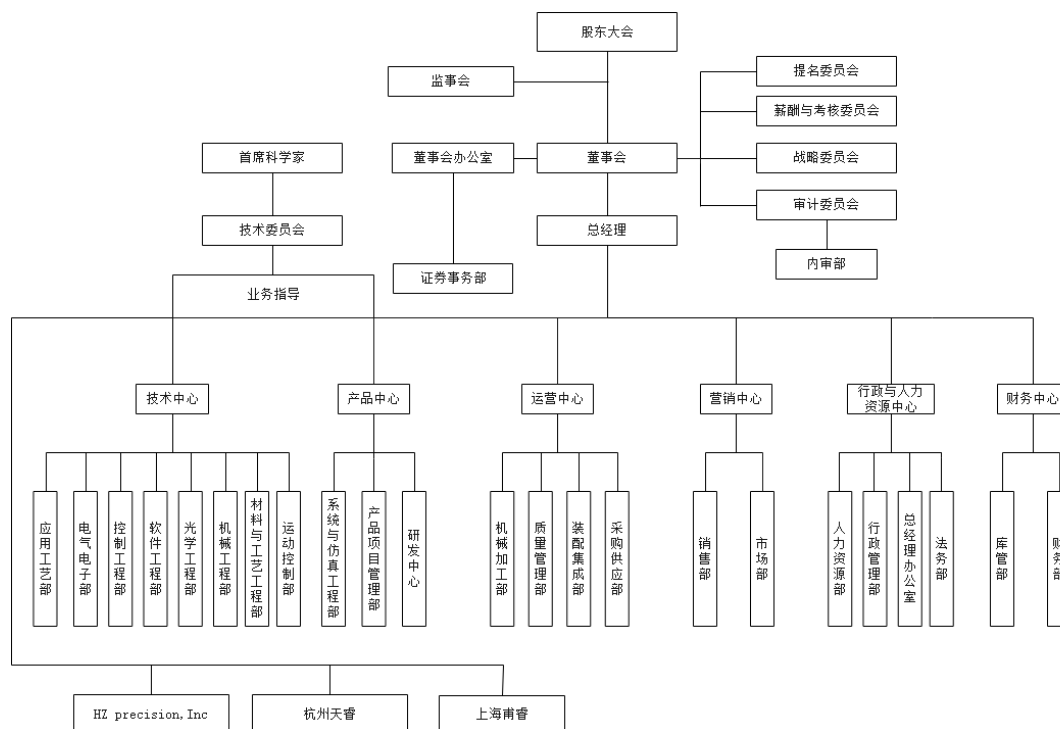 股东大会
监事会
提名委员会
薪酬与考核委员会
首席科学家
董事会办公室
董事会
战略委员会
审计委员会
技术委员会
总经理
内审部
证券事务部
业务指导
技术中心
产品中心
运营中心
营销中心
行政与人力
资源中心
财务中心
应用工艺部
电气电子部
控制工程部
软件工程部
光学工程部
机械工程部
材料与工艺工程部
运动控制部
系统与仿真工程部
产品项目管理部
研发中心
机械加工部
质量管理部
装配集成部
采购供应部
销售部
市场部
人力资源部
行政管理部
总经理办公室
法务部
库管部
财务部
HZ precision,Inc
杭州天睿
上海甫睿